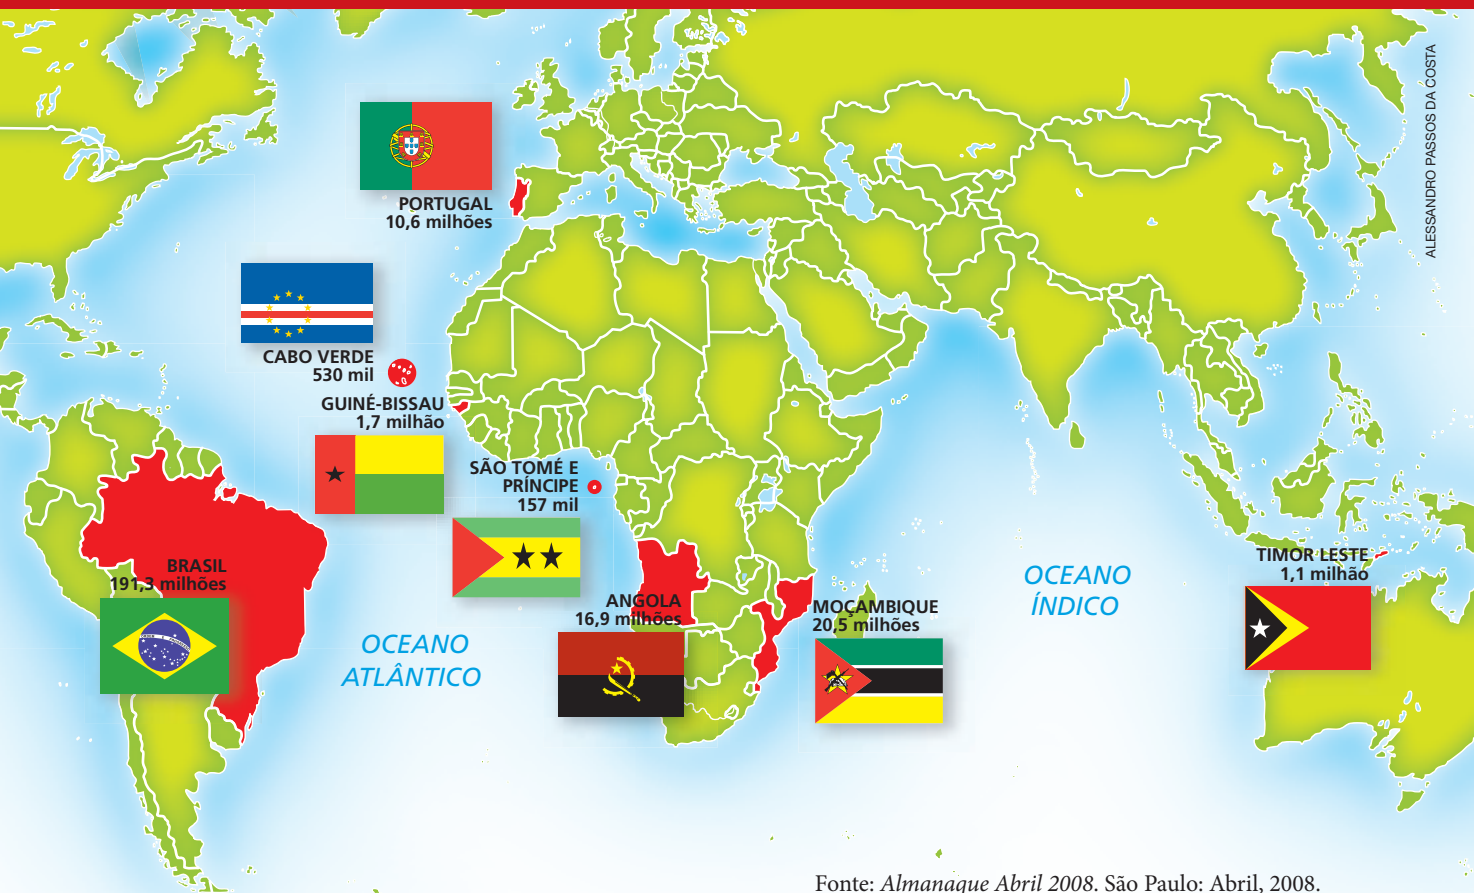 ALESSANDRO PASSOS DA COSTA
PORTUGAL
10,6 milhões
CABO VERDE
530 mil
GUINÉ-BISSAU
1,7 milhão
SÃO TOMÉ E
PRÍNCIPE
157 mil
BRASIL
191,3 milhões
ANGOLA
16,9 milhões
MOÇAMBIQUE
20,5 milhões
TIMOR LESTE
1,1 milhão
OCEANO
ÍNDICO
OCEANO
ATLÂNTICO
Fonte: Almanaque Abril 2008. São Paulo: Abril, 2008.